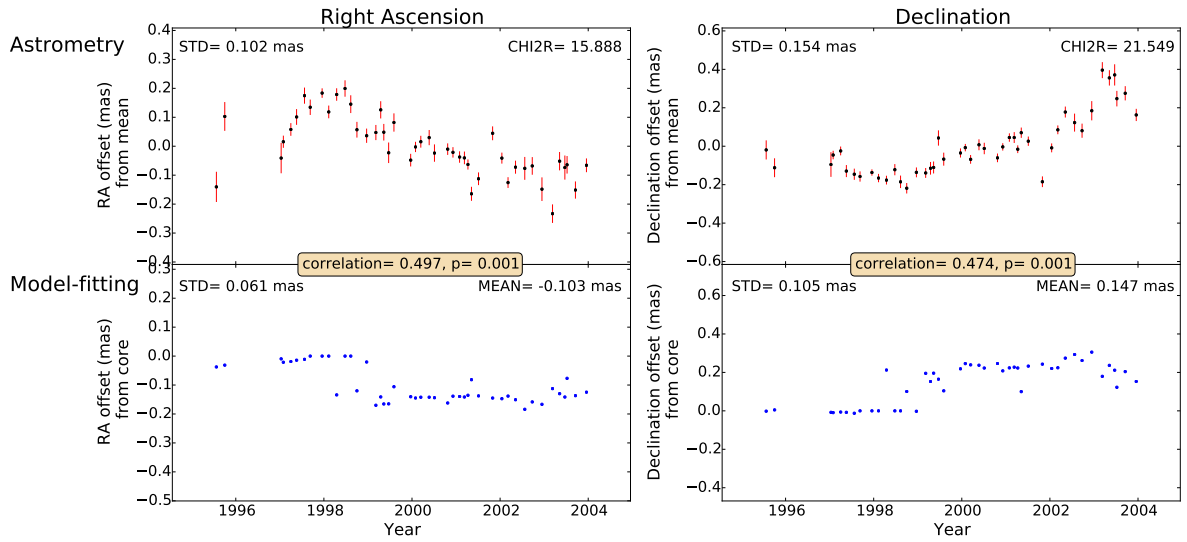 Right Ascension
Declination
Astrometry
STD= 0.102 mas
CHI2R= 15.888
RA offset (mas)
from mean
0.4
0.3
0.2
0.1
0.0
−0.1
−0.2
−0.3
−0.4
STD= 0.154 mas
CHI2R= 21.549
Declination offset (mas)
from mean
0.6
0.4
0.2
0.0
−0.2
−0.4
−0.6
correlation= 0.497, p= 0.001
correlation= 0.474, p= 0.001
Model-fitting
STD= 0.061 mas
MEAN= -0.103 mas
RA offset (mas)
from core
0.3
0.2
0.1
0.0
−0.1
−0.2
−0.3
−0.4
−0.5
1996
1998
2000
2002
2004
Year
STD= 0.105 mas
MEAN= 0.147 mas
Declination offset (mas)
from core
0.6
0.4
0.2
0.0
−0.2
−0.4
1996
1998
2000
2002
2004
Year